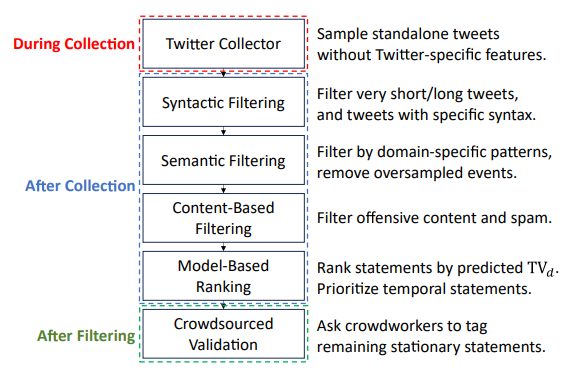 During Collection
Twitter Collector
Sample standalone tweets
without Twitter-specific features.
Syntactic Filtering
Filter very short/long tweets,
and tweets with specific syntax.
After Collection
Semantic Filtering
Filter by domain-specific patterns,
remove oversampled events.
Content-Based
Filtering
Filter offensive content and spam.
Model-Based
Ranking
Rank statements by predicted TV_d.
Prioritize temporal statements.
After Filtering
Crowdsourced
Validation
Ask crowdworkers to tag
remaining stationary statements.